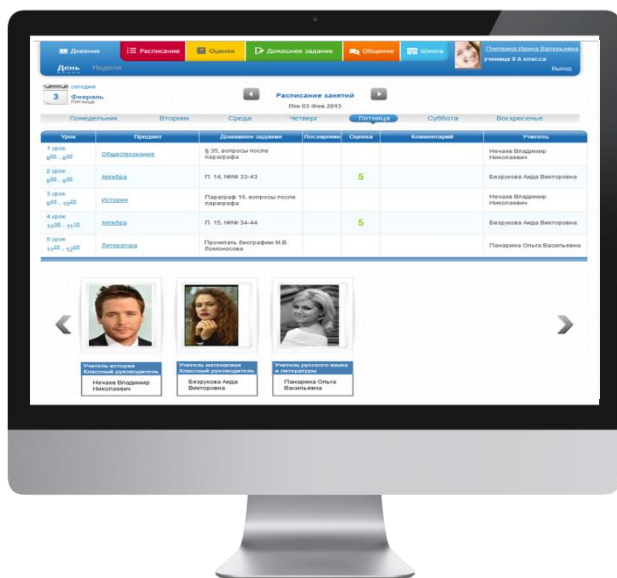 Дневник
Расписание
Оценки
Домашнее задание
Общение
Школа
Пчелкина Ирина Валерьевна
ученица 9 А класса
Выход
День
Неделя
сегодня
3
Февраль
Пятница
Расписание занятий
Птн 03 Фев 2013
Понедельник Вторник Среда Четверг Пятница Суббота Воскресенье
Урок Предмет Домашнее задание Посещение Оценка Комментарий Учитель
1 урок Обществознание § 35, вопросы после параграфа Нечаев Владимир Николаевич
2 урок Алгебра П. 14, №№ 33-43 5 Безрукова Аида Викторовна
3 урок История Параграф 16, вопросы после параграфа Нечаев Владимир Николаевич
4 урок Алгебра П. 15, №№ 34-44 5 Безрукова Аида Викторовна
5 урок Литература Прочитать биографию М.В. Ломоносова Панарина Ольга Васильевна
Учитель истории
Классный руководитель
Нечаев Владимир
Николаевич
Учитель математики
Классный руководитель
Безрукова Аида
Викторовна
Учитель русского языка
и литературы
Панарина Ольга
Васильевна